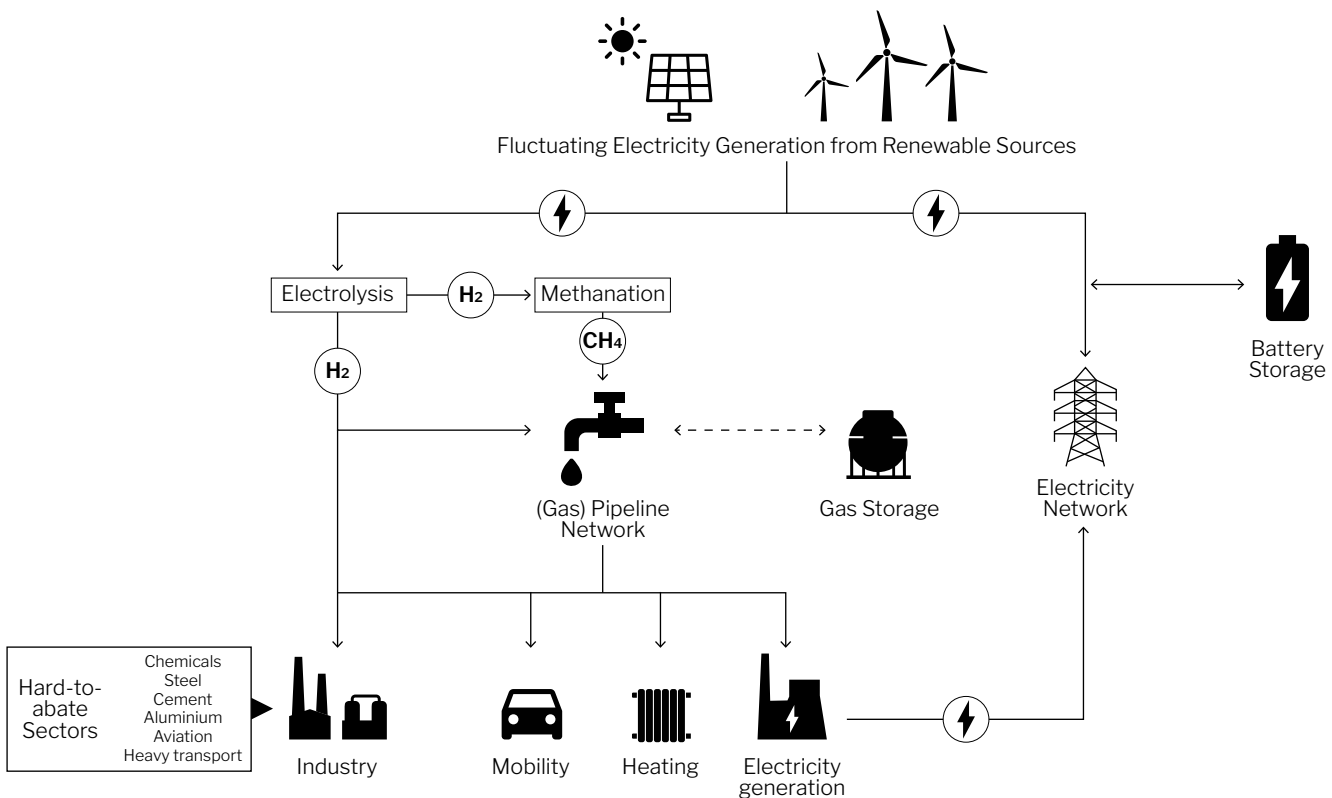 Fluctuating Electricity Generation from Renewable Sources
Electrolysis
H2
Methanation
CH4
H2
Battery
Storage
(Gas) Pipeline
Network
Gas Storage
Electricity
Network
Hard-to-
abate
Sectors
Chemicals
Steel
Cement
Aluminium
Aviation
Heavy transport
Industry
Mobility
Heating
Electricity
generation